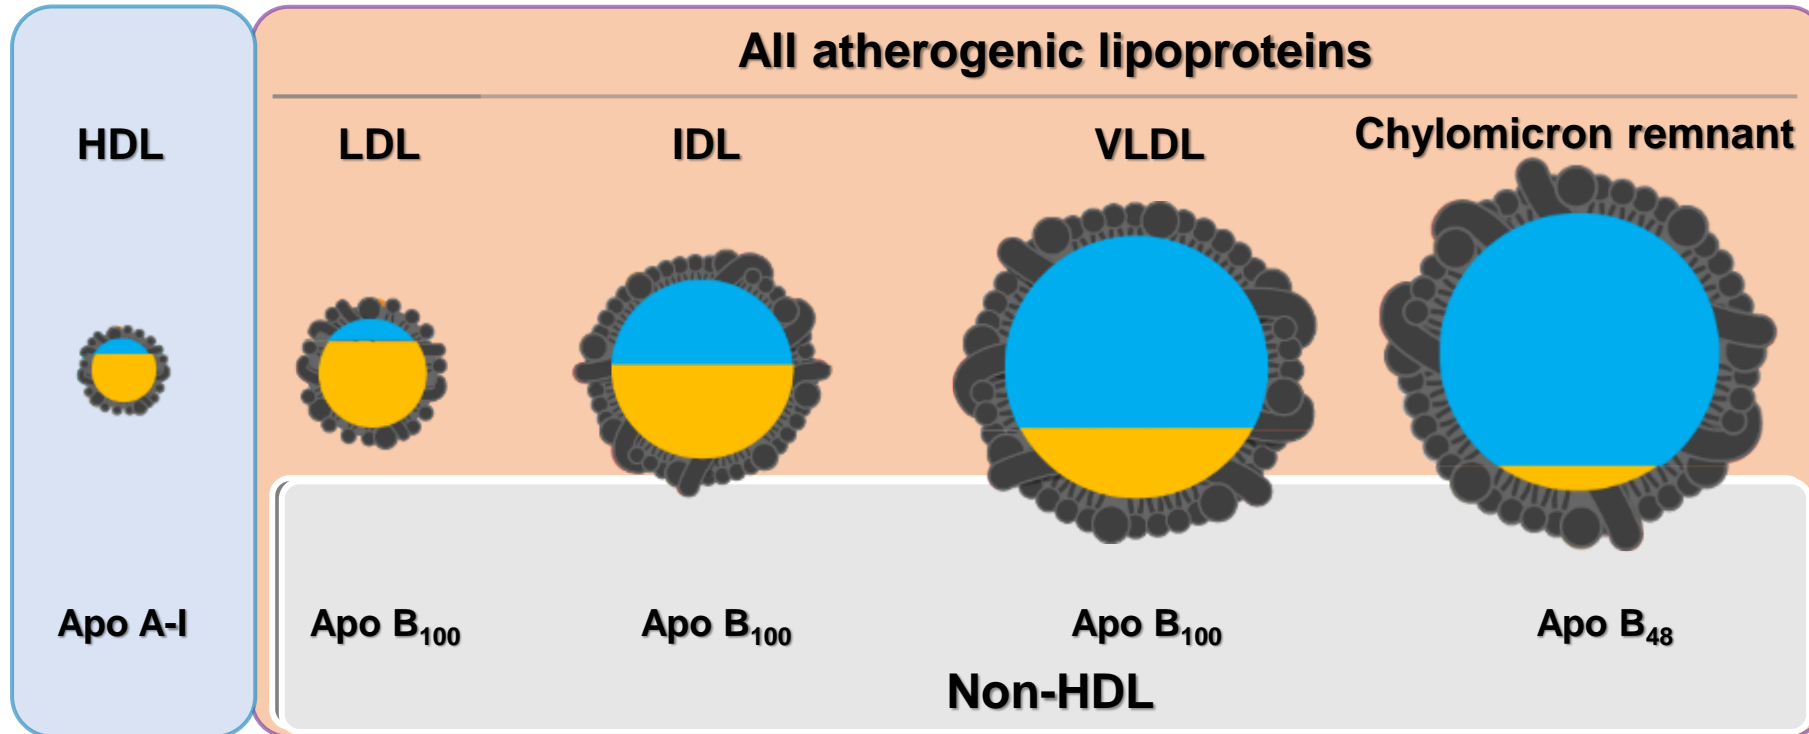 All atherogenic lipoproteins
HDL
LDL
IDL
VLDL
Chylomicron remnant
Apo A-I
Apo B100
Apo B100
Apo B100
Apo B48
Non-HDL